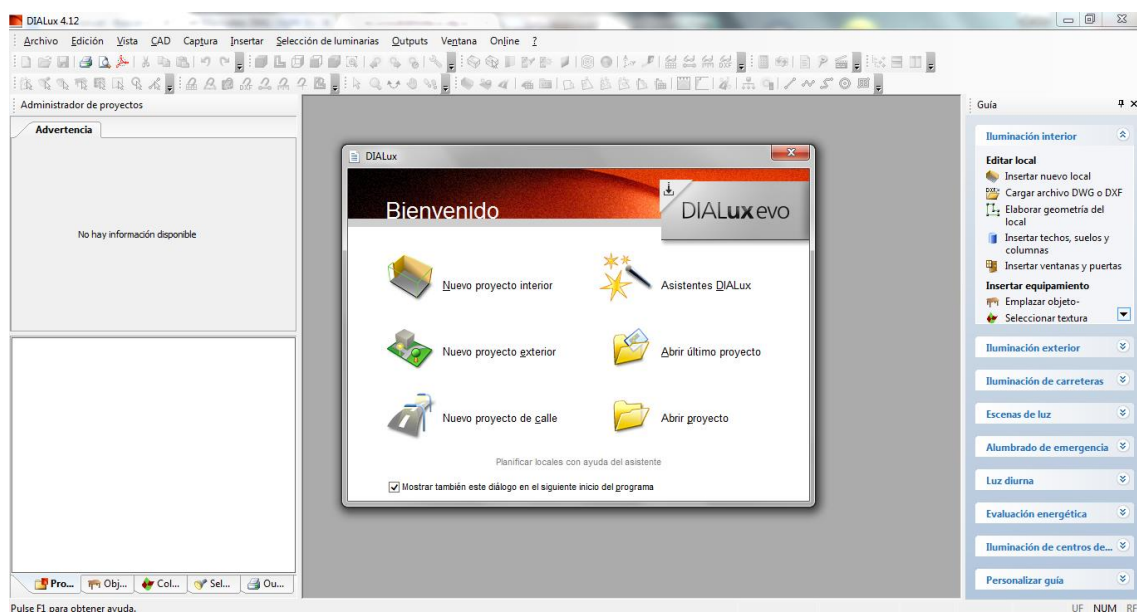 DIALux 4.12
Archivo Edición Vista CAD Captura Insertar Selección de luminarias Outputs Ventana Online ?
Administrador de proyectos
Advertencia
No hay información disponible
Pro... Obj... Col... Sel... Ou...
Pulse F1 para obtener ayuda.
DIALux
Bienvenido
DIALux evo
Nuevo proyecto interior
Asistentes DIALux
Nuevo proyecto exterior
Abrir último proyecto
Nuevo proyecto de calle
Abrir proyecto
Planificar locales con ayuda del asistente
Mostrar también este diálogo en el siguiente inicio del programa
Guía
Iluminación interior
Editar local
Insertar nuevo local
Cargar archivo DWG o DXF
Elaborar geometría del
local
Insertar techos, suelos y
columnas
Insertar ventanas y puertas
Insertar equipamiento
Emplazar objeto-
Seleccionar textura
Iluminación exterior
Iluminación de carreteras
Escenas de luz
Alumbrado de emergencia
Luz diurna
Evaluación energética
Iluminación de centros de...
Personalizar guía
UF NUM RF